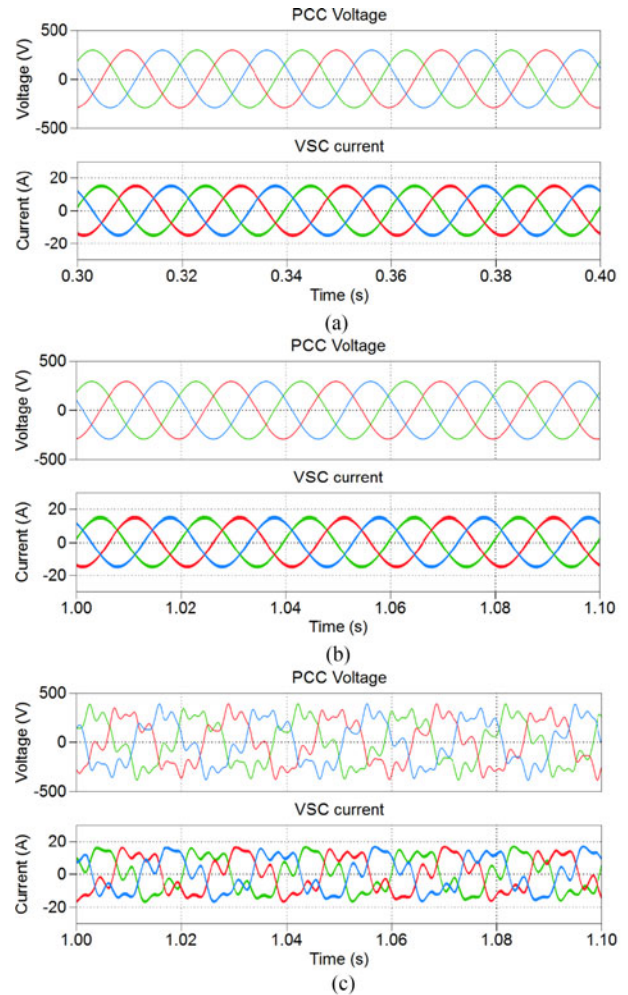 PCC Voltage
500
0
-500
Voltage (V)
VSC current
20
0
-20
Current (A)
0.30 0.32 0.34 0.36 0.38 0.40
Time (s)
(a)
PCC Voltage
500
0
-500
Voltage (V)
VSC current
20
0
-20
Current (A)
1.00 1.02 1.04 1.06 1.08 1.10
Time (s)
(b)
PCC Voltage
500
0
-500
Voltage (V)
VSC current
20
0
-20
Current (A)
1.00 1.02 1.04 1.06 1.08 1.10
Time (s)
(c)